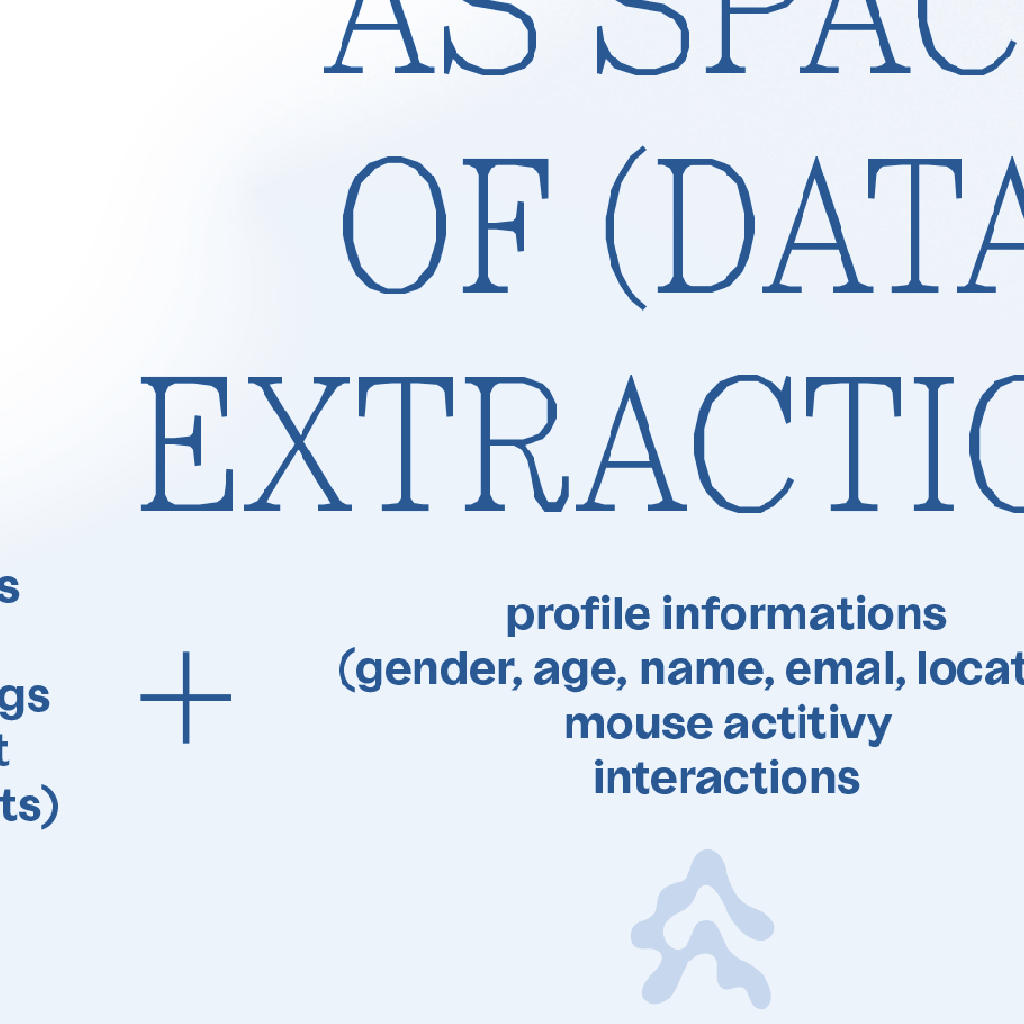 AS SPAC
OF (DATA
EXTRACTIO
s
gs
t
ts)
profile informations
(gender, age, name, emal, locat
mouse actitivy
interactions